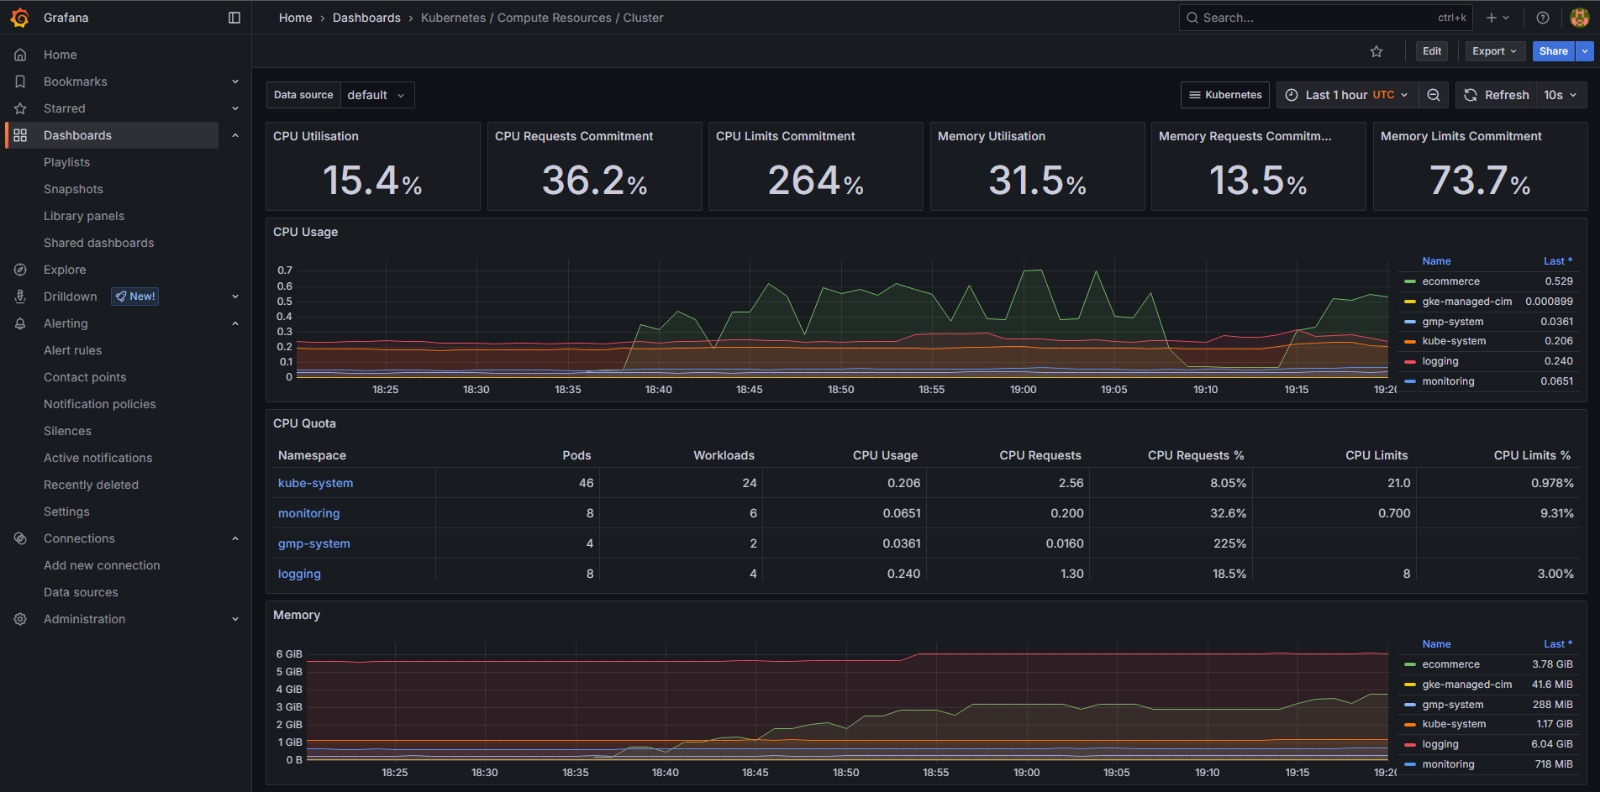 Grafana
Home › Dashboards › Kubernetes / Compute Resources / Cluster
Search...
ctrl+k
Edit
Export
Share
Home
Bookmarks
Starred
Dashboards
Playlists
Snapshots
Library panels
Shared dashboards
Explore
Drilldown New!
Alerting
Alert rules
Contact points
Notification policies
Silences
Active notifications
Recently deleted
Settings
Connections
Add new connection
Data sources
Administration
Data source default
Kubernetes
Last 1 hour UTC
Refresh 10s
CPU Utilisation
15.4%
CPU Requests Commitment
36.2%
CPU Limits Commitment
264%
Memory Utilisation
31.5%
Memory Requests Commitm...
13.5%
Memory Limits Commitment
73.7%
CPU Usage
0.7
0.6
0.5
0.4
0.3
0.2
0.1
0
18:25 18:30 18:35 18:40 18:45 18:50 18:55 19:00 19:05 19:10 19:15 19:20
Name Last *
ecommerce 0.529
gke-managed-cim 0.000899
gmp-system 0.0361
kube-system 0.206
logging 0.240
monitoring 0.0651
CPU Quota
Namespace Pods Workloads CPU Usage CPU Requests CPU Requests % CPU Limits CPU Limits %
kube-system 46 24 0.206 2.56 8.05% 21.0 0.978%
monitoring 8 6 0.0651 0.200 32.6% 0.700 9.31%
gmp-system 4 2 0.0361 0.0160 225%
logging 8 4 0.240 1.30 18.5% 8 3.00%
Memory
6 GiB
5 GiB
4 GiB
3 GiB
2 GiB
1 GiB
0 B
18:25 18:30 18:35 18:40 18:45 18:50 18:55 19:00 19:05 19:10 19:15 19:20
Name Last *
ecommerce 3.78 GiB
gke-managed-cim 41.6 MiB
gmp-system 288 MiB
kube-system 1.17 GiB
logging 6.04 GiB
monitoring 718 MiB